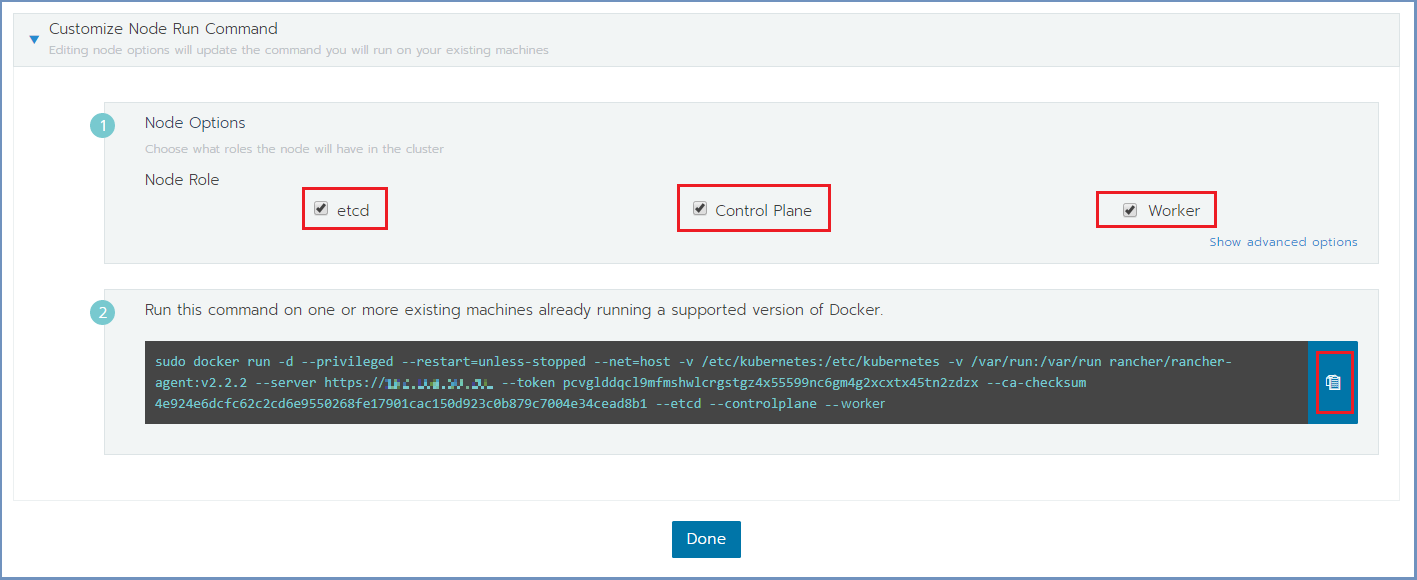 Customize Node Run Command
Editing node options will update the command you will run on your existing machines
1
Node Options
Choose what roles the node will have in the cluster
Node Role
etcd
Control Plane
Worker
Show advanced options
2
Run this command on one or more existing machines already running a supported version of Docker.
sudo docker run -d --privileged --restart=unless-stopped --net=host -v /etc/kubernetes:/etc/kubernetes -v /var/run:/var/run rancher/rancher-
agent:v2.2.2 --server https:// --token pcvglddqcl9mfmshwlcrgstgz4x55599nc6gm4g2xcxtx45tn2zdzx --ca-checksum
4e924e6dcfc62c2cd6e9550268fe17901cac150d923c0b879c7004e34cead8b1 --etcd --controlplane --worker
Done